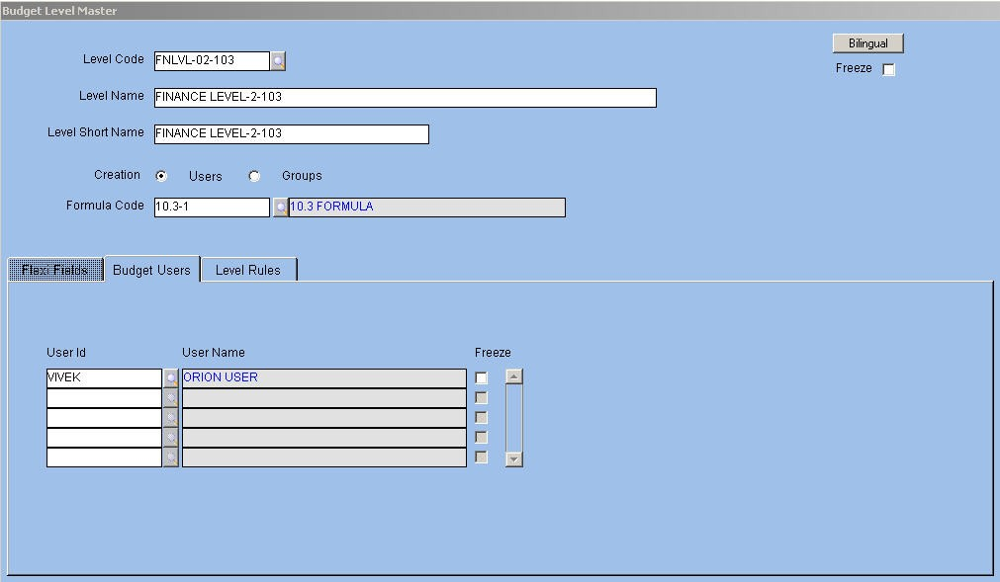 Budget Level Master
Bilingual
Level Code FNLVL-02-103
Freeze
Level Name FINANCE LEVEL-2-103
Level Short Name FINANCE LEVEL-2-103
Creation Users Groups
Formula Code 10.3-1 10.3 FORMULA
Flexi Fields Budget Users Level Rules
User Id User Name Freeze
VIVEK ORION USER